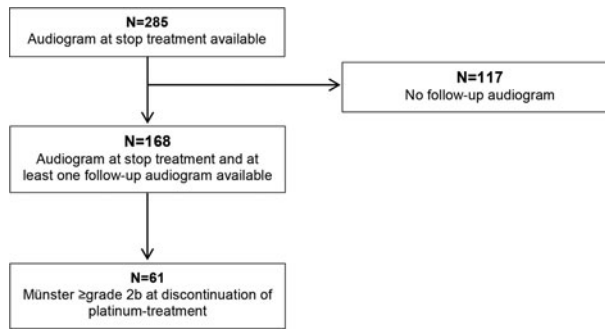 N=285
Audiogram at stop treatment available
N=117
No follow-up audiogram
N=168
Audiogram at stop treatment and at
least one follow-up audiogram available
N=61
Münster ≥grade 2b at discontinuation of
platinum-treatment